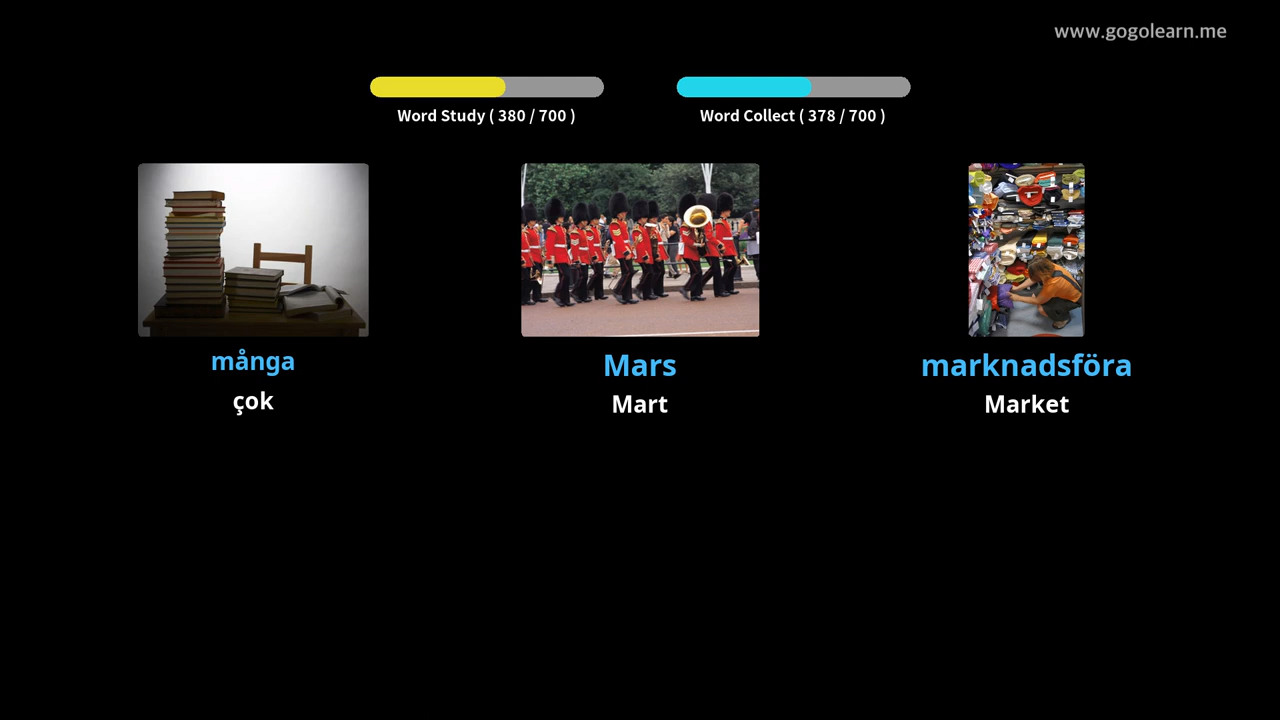 www.gogolearn.me
Word Study ( 380 / 700 )
Word Collect ( 378 / 700 )
många
çok
Mars
Mart
marknadsföra
Market